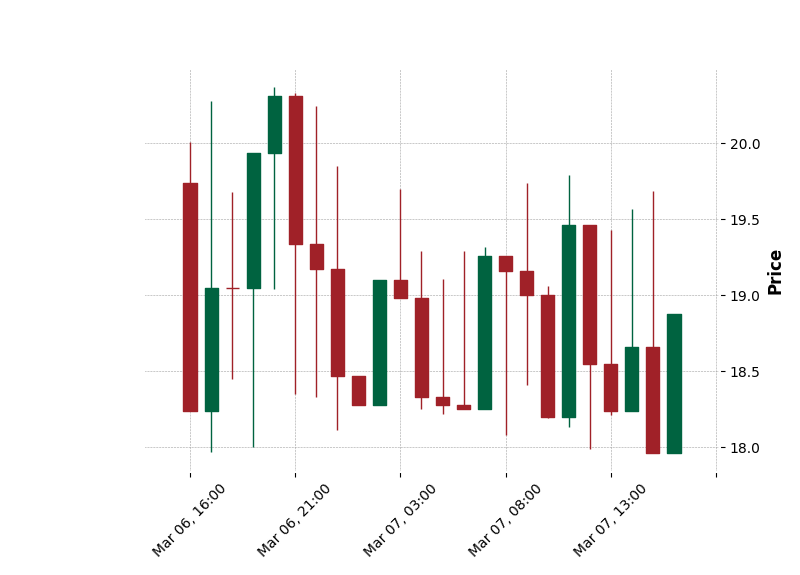 20.0
19.5
19.0
18.5
18.0
Price
Mar 06, 16:00
Mar 06, 21:00
Mar 07, 03:00
Mar 07, 08:00
Mar 07, 13:00